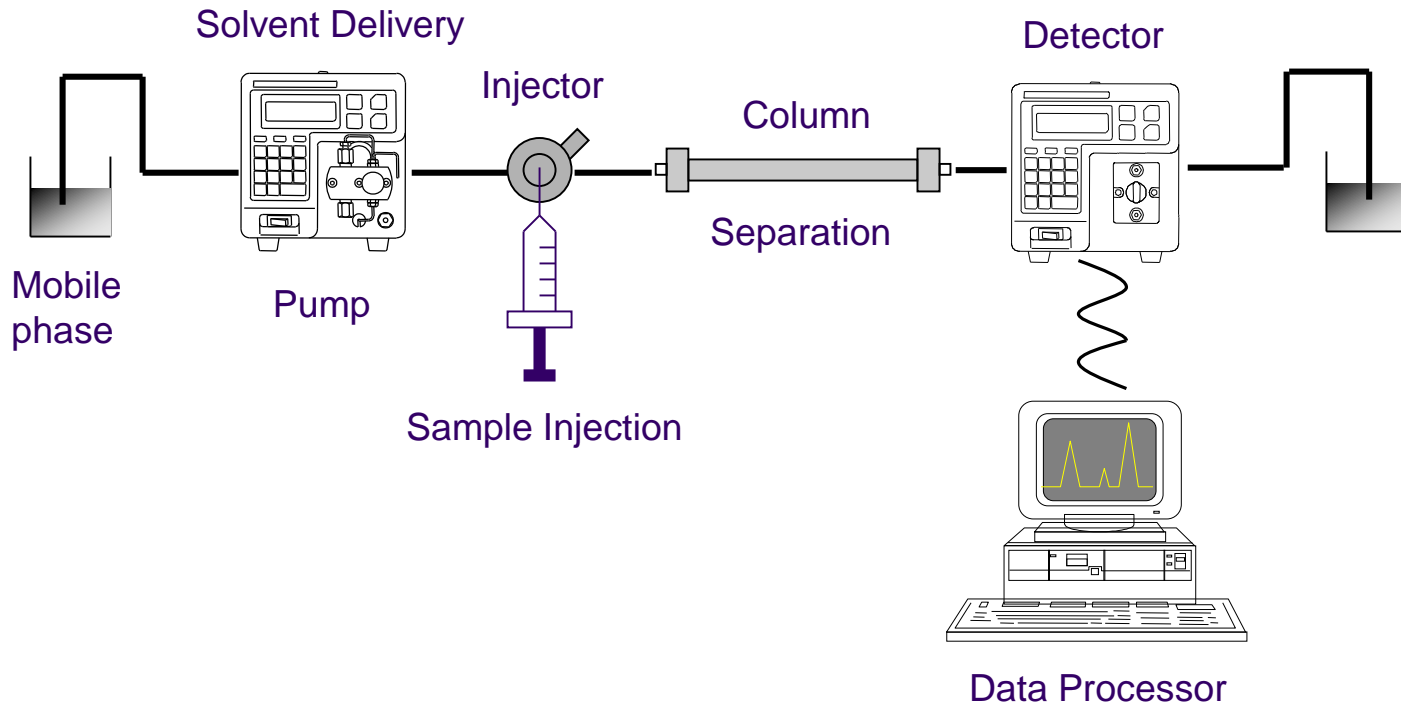 Solvent Delivery
Detector
Injector
Column
Separation
Mobile
phase
Pump
Sample Injection
Data Processor